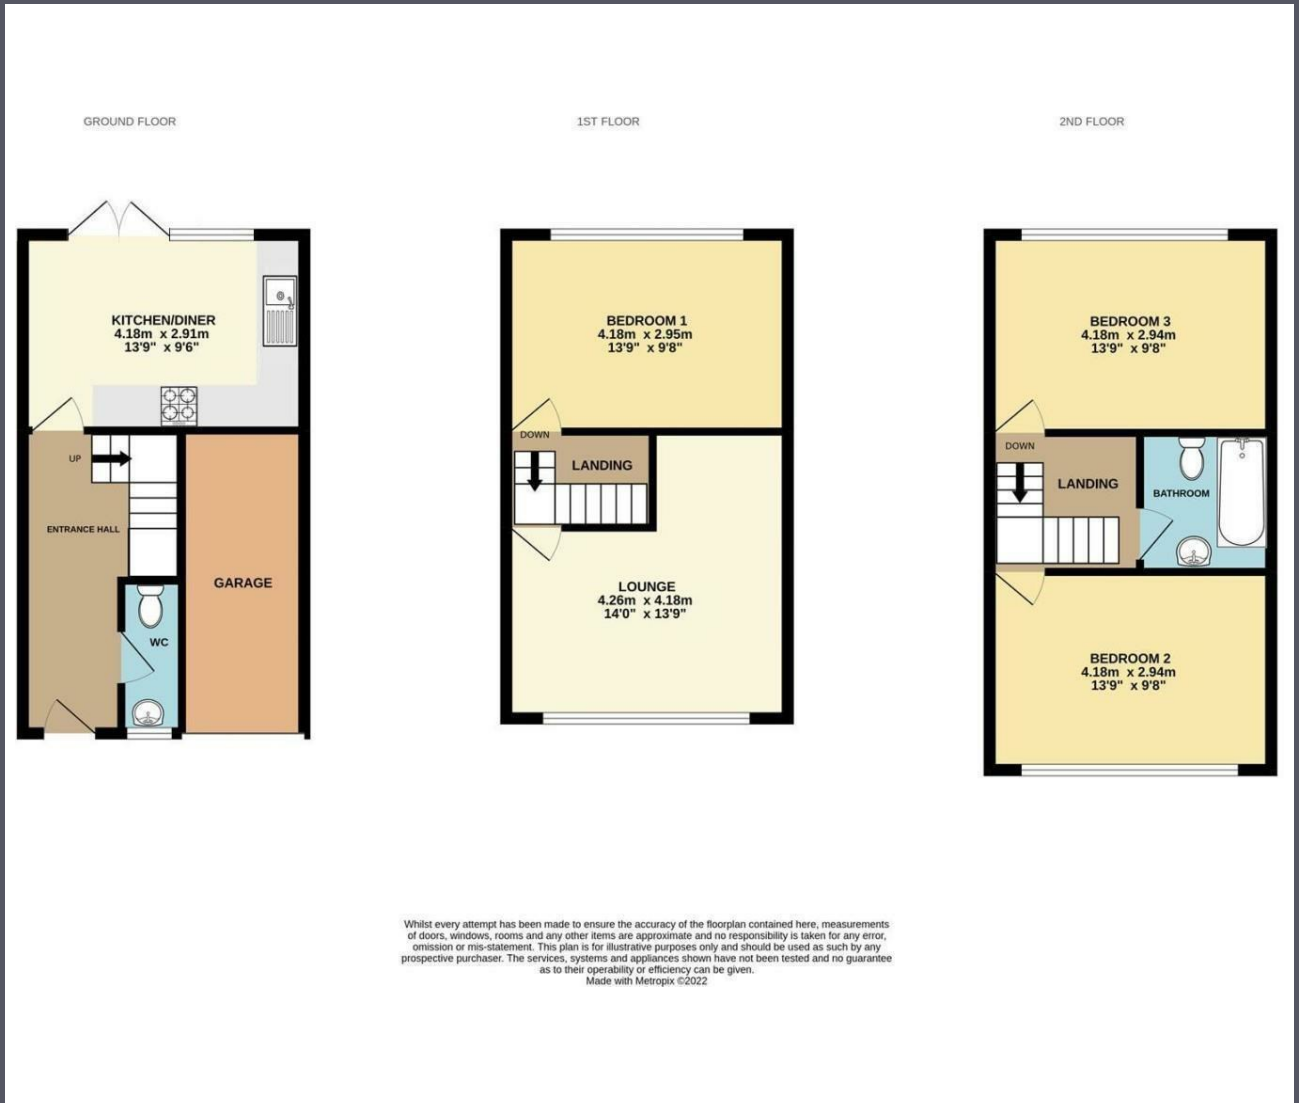 GROUND FLOOR
KITCHEN/DINER
4.18m x 2.91m
13'9" x 9'6"
UP
ENTRANCE HALL
GARAGE
WC
1ST FLOOR
BEDROOM 1
4.18m x 2.95m
13'9" x 9'8"
DOWN
LANDING
LOUNGE
4.26m x 4.18m
14'0" x 13'9"
2ND FLOOR
BEDROOM 3
4.18m x 2.94m
13'9" x 9'8"
DOWN
LANDING
BATHROOM
BEDROOM 2
4.18m x 2.94m
13'9" x 9'8"
Whilst every attempt has been made to ensure the accuracy of the floorplan contained here, measurements
of doors, windows, rooms and any other items are approximate and no responsibility is taken for any error,
omission or mis-statement. This plan is for illustrative purposes only and should be used as such by any
prospective purchaser. The services, systems and appliances shown have not been tested and no guarantee
as to their operability or efficiency can be given.
Made with Metropix ©2022